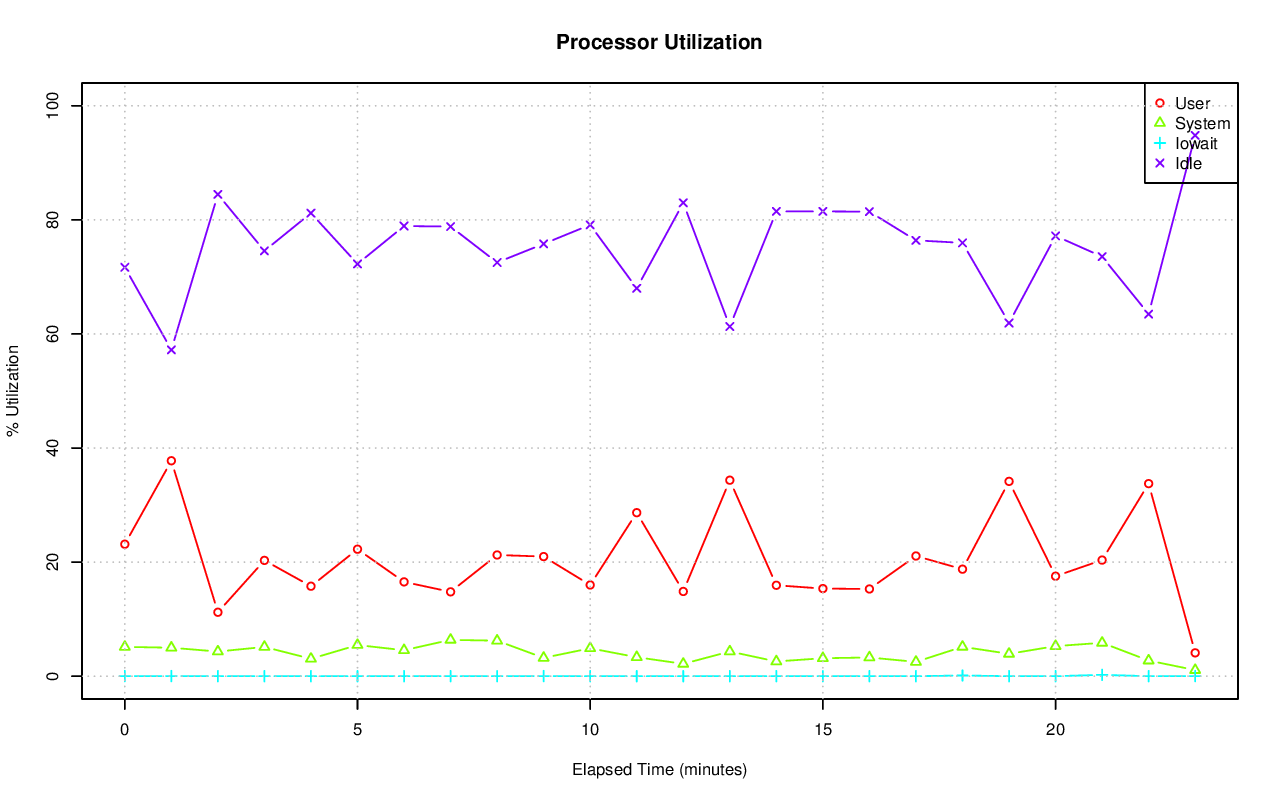 Processor Utilization
100
80
60
40
20
0
% Utilization
User
System
Iowait
Idle
0 5 10 15 20
Elapsed Time (minutes)